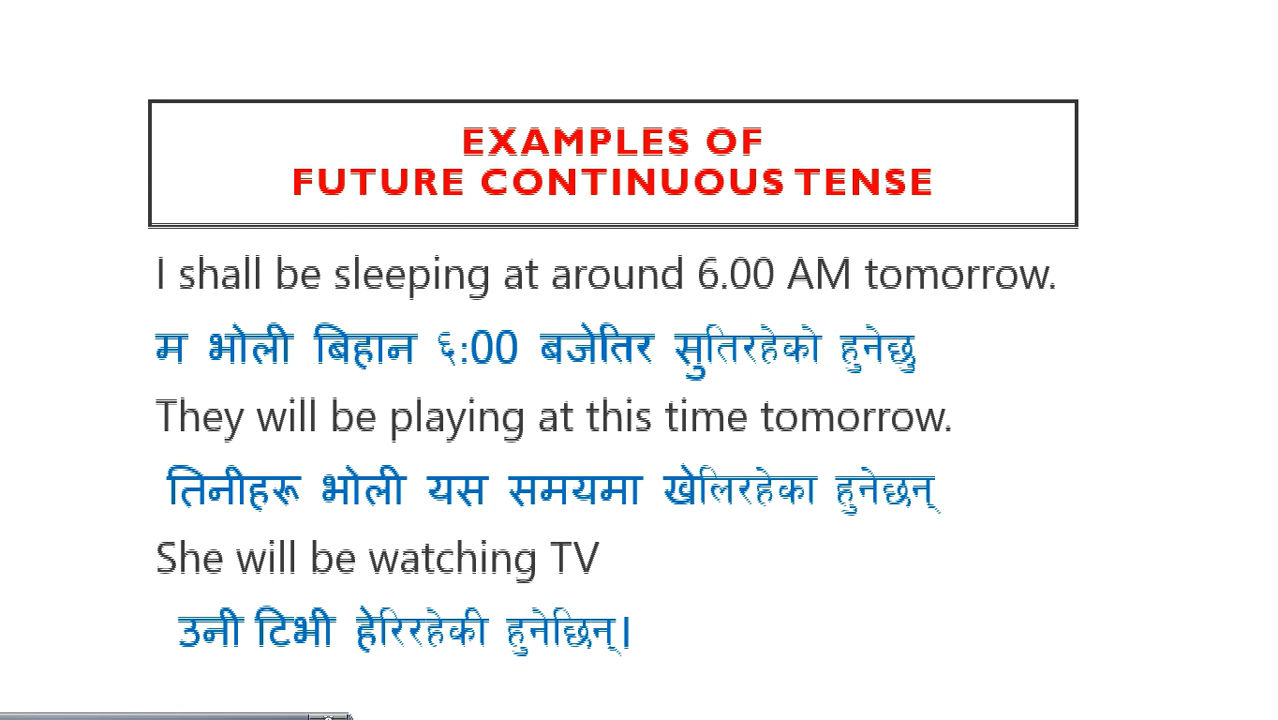 EXAMPLES OF
FUTURE CONTINUOUS TENSE
I shall be sleeping at around 6.00 AM tomorrow.
म भोली बिहान ६:00 बजेतिर सुतिरहेको हुनेछु
They will be playing at this time tomorrow.
तिनीहरू भोली यस समयमा खेलिरहेका हुनेछन्
She will be watching TV
उनी टिभी हेरिरहेकी हुनेछिन्।